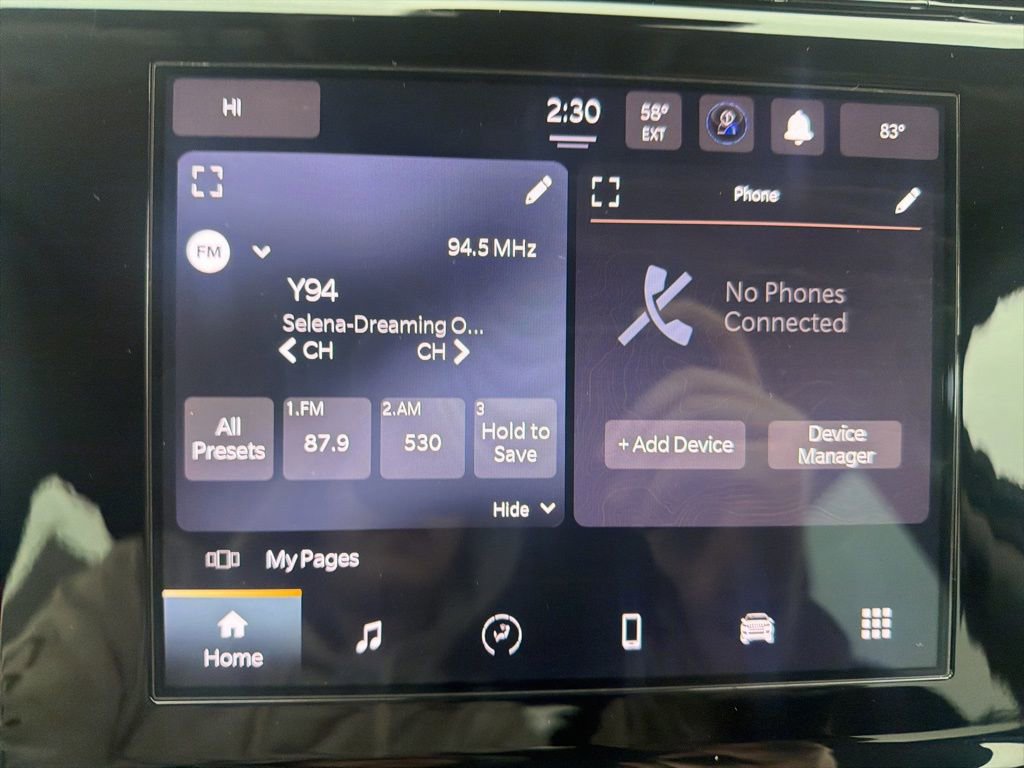 HI
2:30
58°
EXT
83°
FM
94.5 MHz
Y94
Selena-Dreaming O...
CH
CH
All
Presets
1.FM
87.9
2.AM
530
3
Hold to
Save
Hide
Phone
No Phones
Connected
+ Add Device
Device
Manager
My Pages
Home